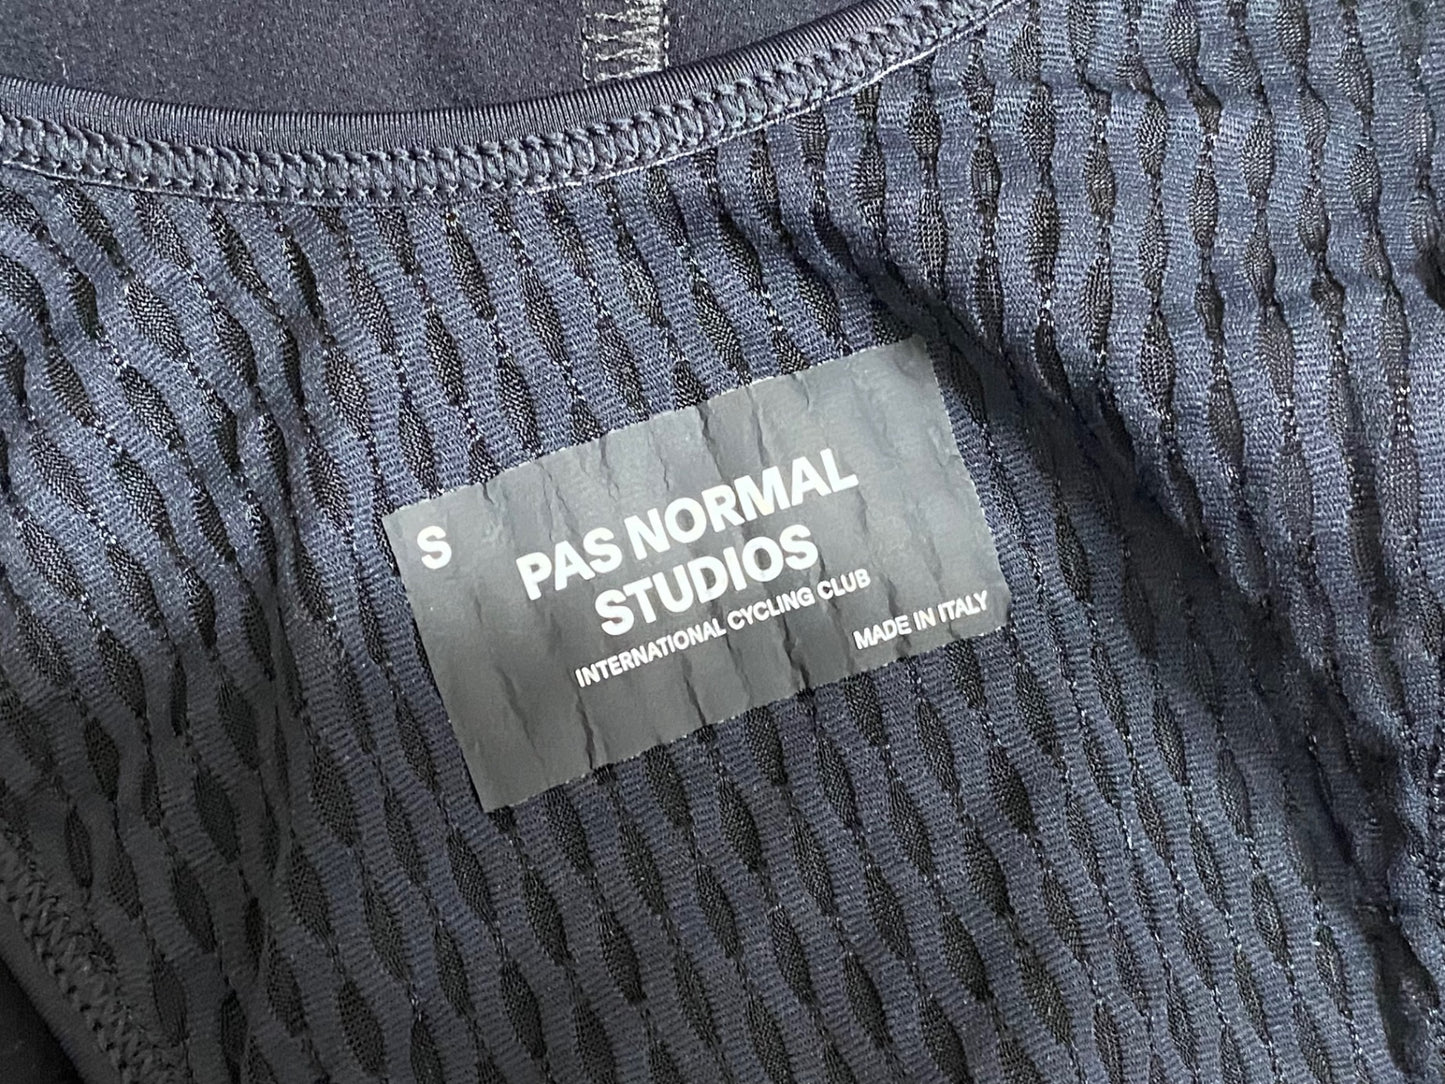 S
PAS NORMAL
STUDIOS
INTERNATIONAL CYCLING CLUB
MADE IN ITALY